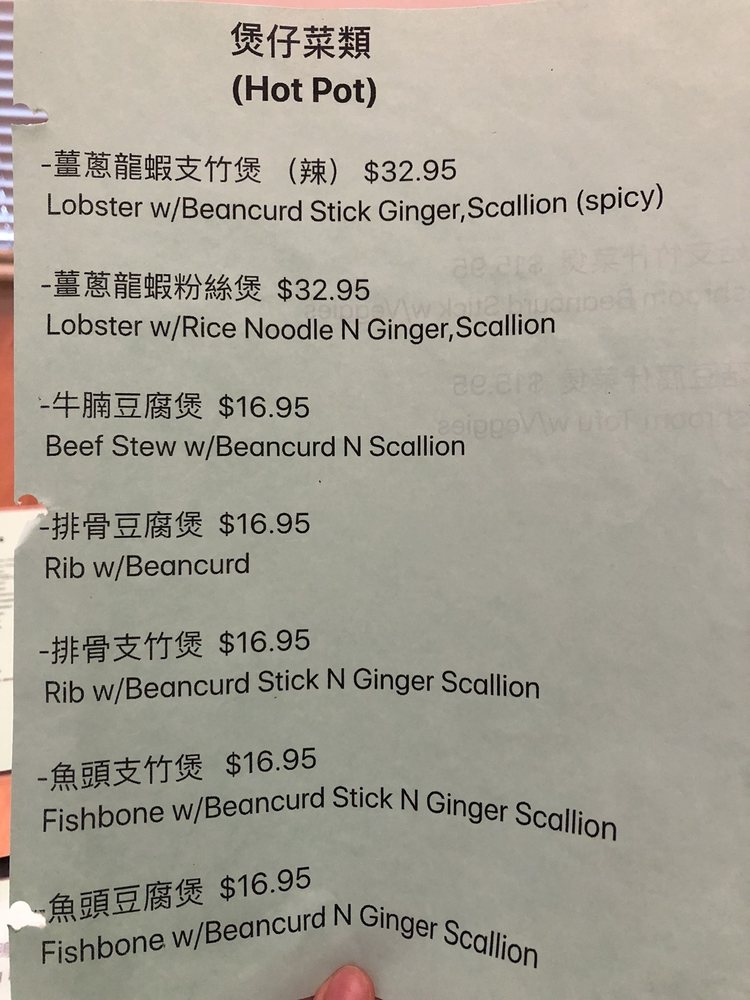 煲仔菜類
(Hot Pot)
-薑蔥龍蝦支竹煲 （辣） $32.95
Lobster w/Beancurd Stick Ginger,Scallion (spicy)
-薑蔥龍蝦粉絲煲 $32.95
Lobster w/Rice Noodle N Ginger,Scallion
-牛腩豆腐煲 $16.95
Beef Stew w/Beancurd N Scallion
-排骨豆腐煲 $16.95
Rib w/Beancurd
-排骨支竹煲 $16.95
Rib w/Beancurd Stick N Ginger Scallion
-魚頭支竹煲 $16.95
Fishbone w/Beancurd Stick N Ginger Scallion
-魚頭豆腐煲 $16.95
Fishbone w/Beancurd N Ginger Scallion